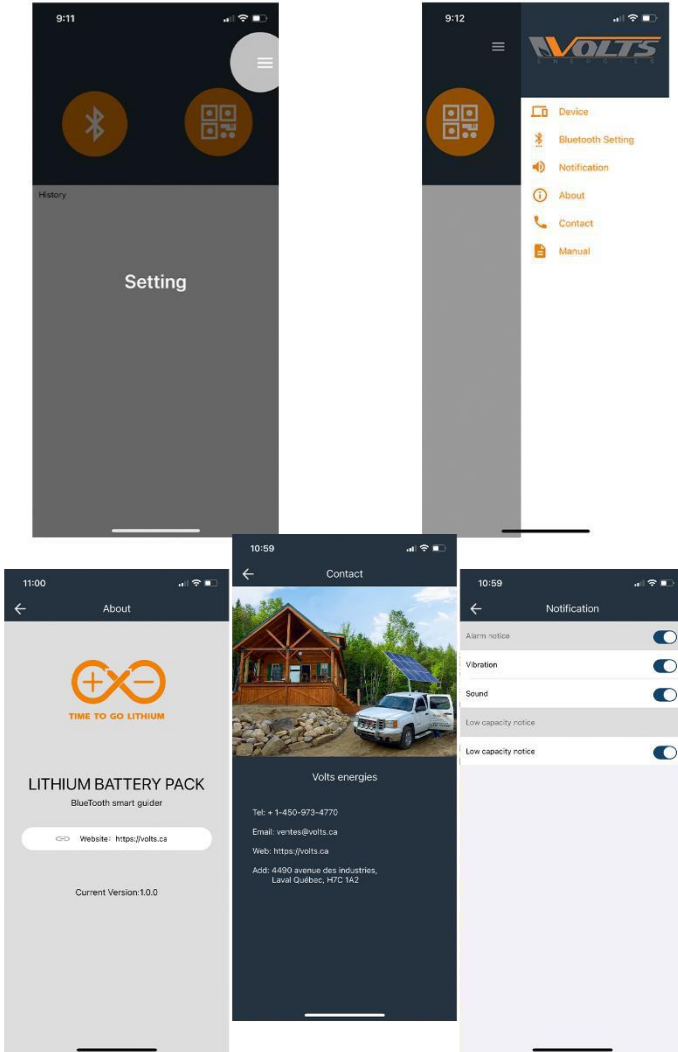 9:11
History
Setting
9:12
VOLTS
ENERGIES
Device
Bluetooth Setting
Notification
About
Contact
Manual
11:00
About
TIME TO GO LITHIUM
LITHIUM BATTERY PACK
BlueTooth smart guider
Website: https://volts.ca
Current Version:1.0.0
10:59
Contact
Volts energies
Tel: + 1-450-973-4770
Email: ventes@volts.ca
Web: https://volts.ca
Add: 4490 avenue des industries,
Laval Québec, H7C 1A2
10:59
Notification
Alarm notice
Vibration
Sound
Low capacity notice
Low capacity notice